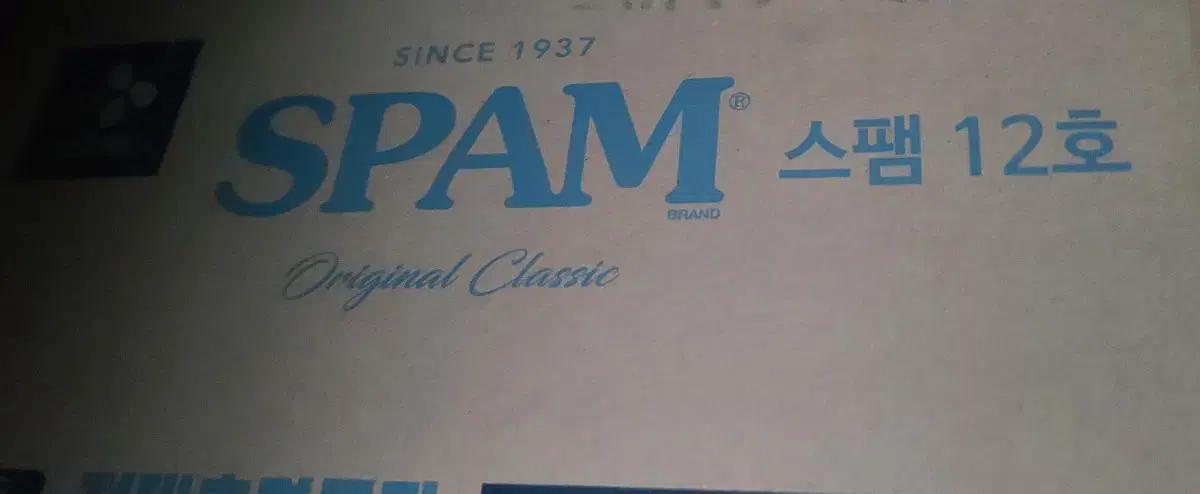 SINCE 1937
SPAM® 스팸 12호
BRAND
Original Classic